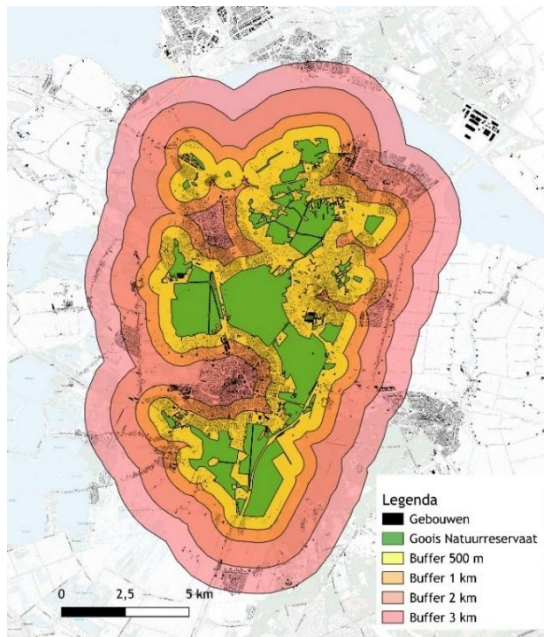 Legenda
Gebouwen
Goois Natuurreservaat
Buffer 500 m
Buffer 1 km
Buffer 2 km
Buffer 3 km
0 2,5 5 km